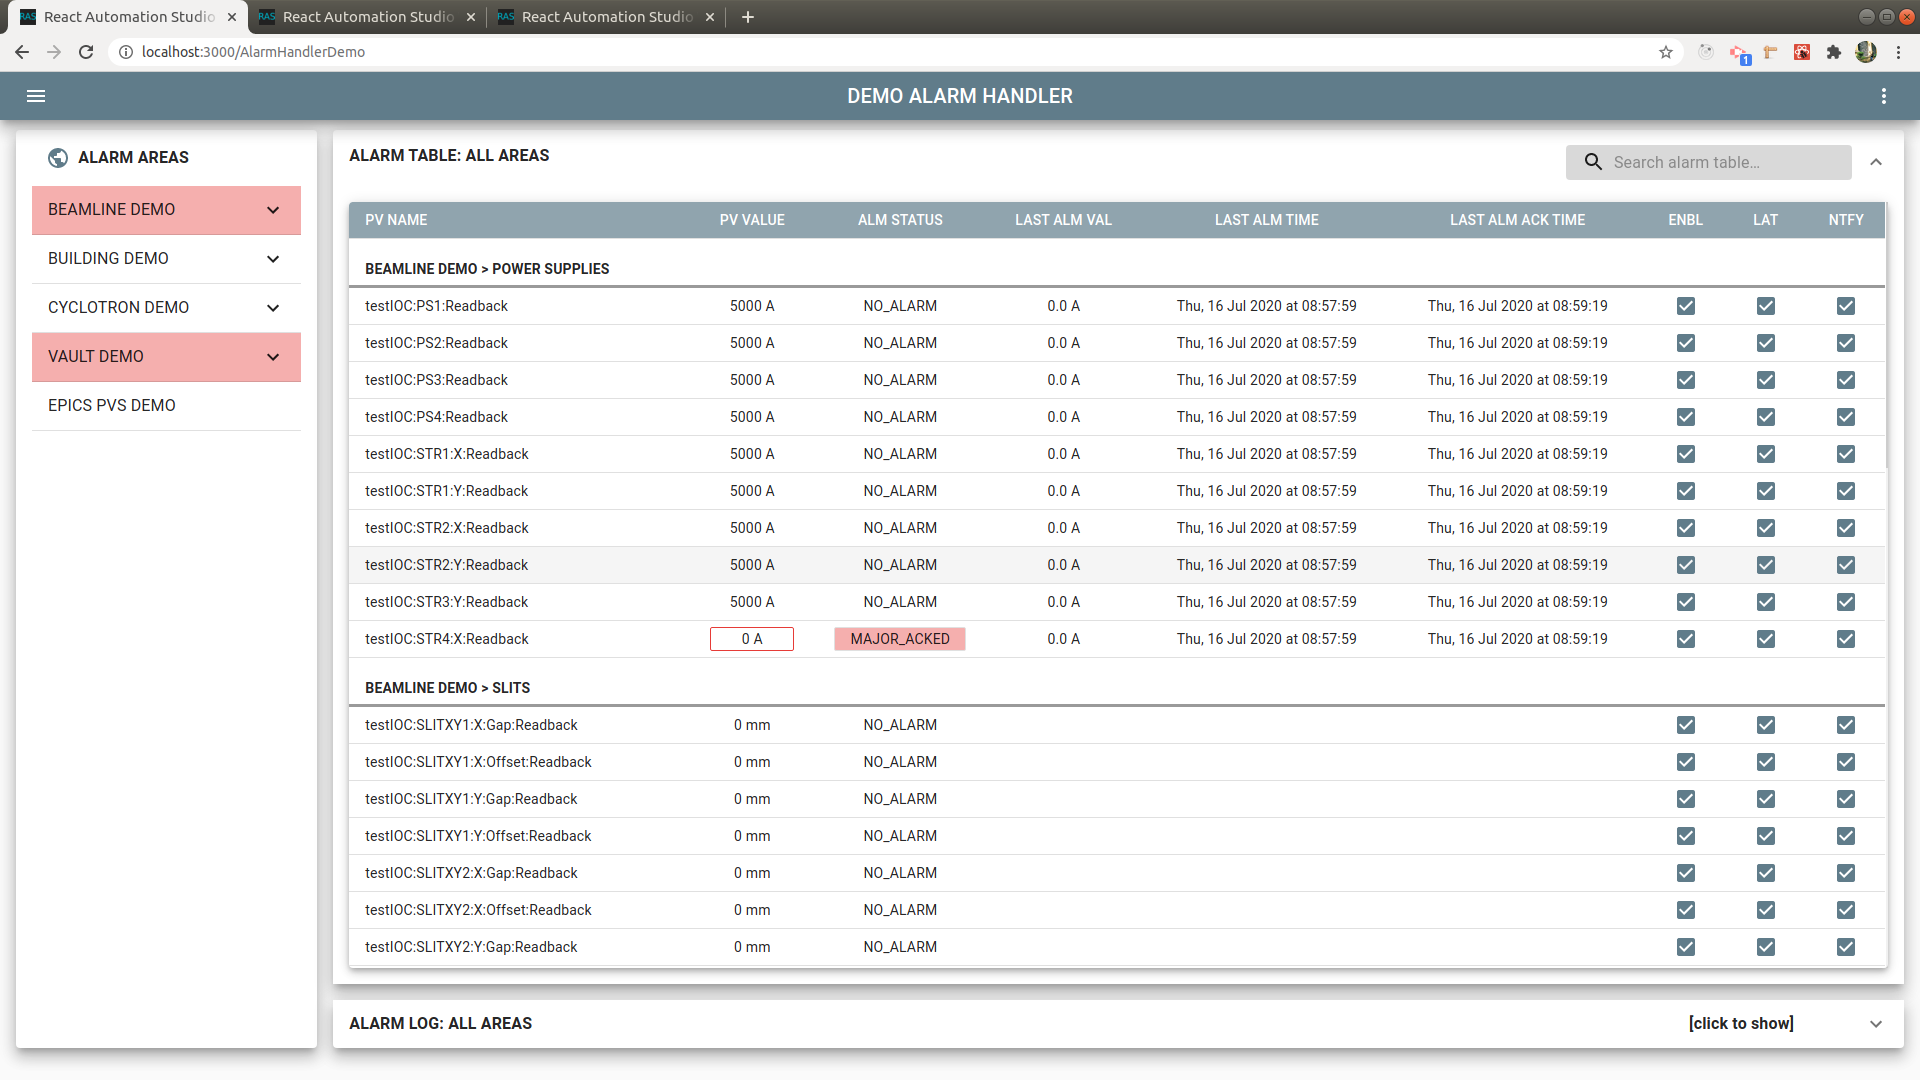 React Automation Studio
React Automation Studio
React Automation Studio
localhost:3000/AlarmHandlerDemo
1
DEMO ALARM HANDLER
ALARM AREAS
BEAMLINE DEMO
BUILDING DEMO
CYCLOTRON DEMO
VAULT DEMO
EPICS PVS DEMO
ALARM TABLE: ALL AREAS
Search alarm table...
PV NAME PV VALUE ALM STATUS LAST ALM VAL LAST ALM TIME LAST ALM ACK TIME ENBL LAT NTFY
BEAMLINE DEMO > POWER SUPPLIES
testIOC:PS1:Readback 5000 A NO_ALARM 0.0 A Thu, 16 Jul 2020 at 08:57:59 Thu, 16 Jul 2020 at 08:59:19
testIOC:PS2:Readback 5000 A NO_ALARM 0.0 A Thu, 16 Jul 2020 at 08:57:59 Thu, 16 Jul 2020 at 08:59:19
testIOC:PS3:Readback 5000 A NO_ALARM 0.0 A Thu, 16 Jul 2020 at 08:57:59 Thu, 16 Jul 2020 at 08:59:19
testIOC:PS4:Readback 5000 A NO_ALARM 0.0 A Thu, 16 Jul 2020 at 08:57:59 Thu, 16 Jul 2020 at 08:59:19
testIOC:STR1:X:Readback 5000 A NO_ALARM 0.0 A Thu, 16 Jul 2020 at 08:57:59 Thu, 16 Jul 2020 at 08:59:19
testIOC:STR1:Y:Readback 5000 A NO_ALARM 0.0 A Thu, 16 Jul 2020 at 08:57:59 Thu, 16 Jul 2020 at 08:59:19
testIOC:STR2:X:Readback 5000 A NO_ALARM 0.0 A Thu, 16 Jul 2020 at 08:57:59 Thu, 16 Jul 2020 at 08:59:19
testIOC:STR2:Y:Readback 5000 A NO_ALARM 0.0 A Thu, 16 Jul 2020 at 08:57:59 Thu, 16 Jul 2020 at 08:59:19
testIOC:STR3:Y:Readback 5000 A NO_ALARM 0.0 A Thu, 16 Jul 2020 at 08:57:59 Thu, 16 Jul 2020 at 08:59:19
testIOC:STR4:X:Readback 0 A MAJOR_ACKED 0.0 A Thu, 16 Jul 2020 at 08:57:59 Thu, 16 Jul 2020 at 08:59:19
BEAMLINE DEMO > SLITS
testIOC:SLITXY1:X:Gap:Readback 0 mm NO_ALARM
testIOC:SLITXY1:X:Offset:Readback 0 mm NO_ALARM
testIOC:SLITXY1:Y:Gap:Readback 0 mm NO_ALARM
testIOC:SLITXY1:Y:Offset:Readback 0 mm NO_ALARM
testIOC:SLITXY2:X:Gap:Readback 0 mm NO_ALARM
testIOC:SLITXY2:X:Offset:Readback 0 mm NO_ALARM
testIOC:SLITXY2:Y:Gap:Readback 0 mm NO_ALARM
ALARM LOG: ALL AREAS [click to show]